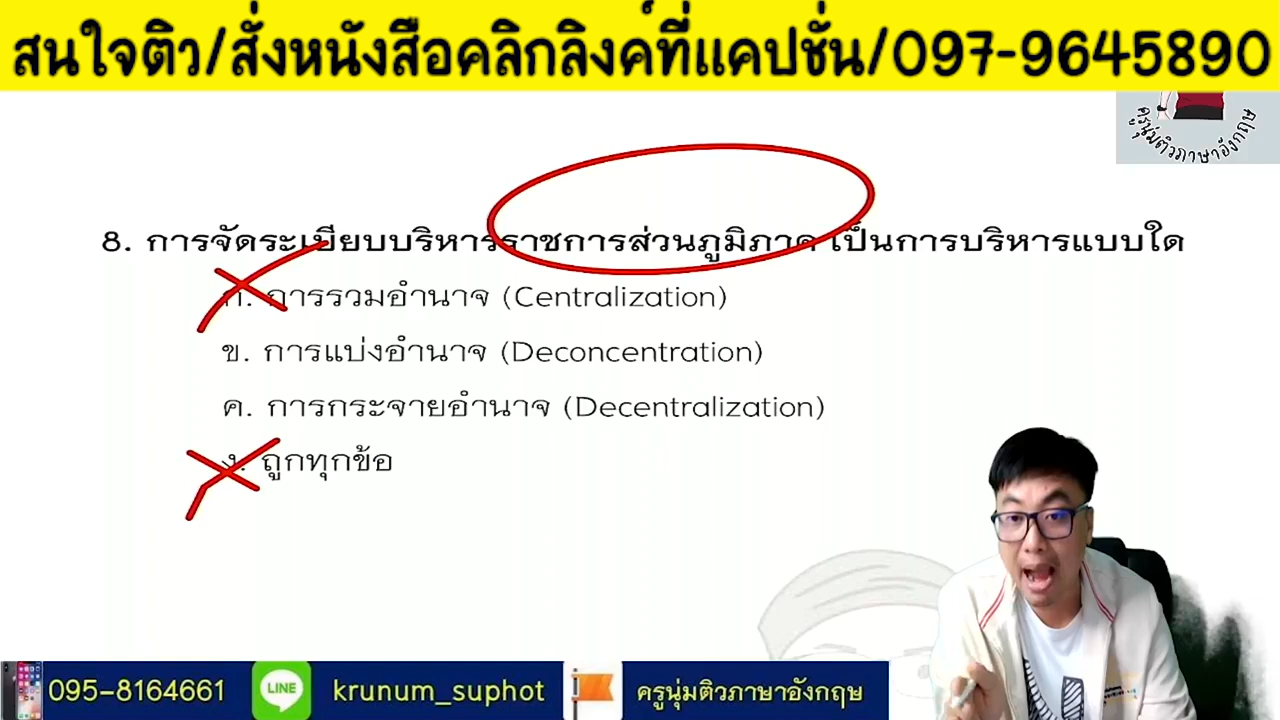 สนใจติว/สั่งหนังสือคลิกลิงค์ที่แคปชั่น/097-9645890
ครูนุ่มติวภาษาอังกฤษ
8. การจัดระเบียบบริหารราชการส่วนภูมิภาค เป็นการบริหารแบบใด
ก. การรวมอำนาจ (Centralization)
ข. การแบ่งอำนาจ (Deconcentration)
ค. การกระจายอำนาจ (Decentralization)
ง. ถูกทุกข้อ
095-8164661 LINE krunum_suphot ครูนุ่มติวภาษาอังกฤษ